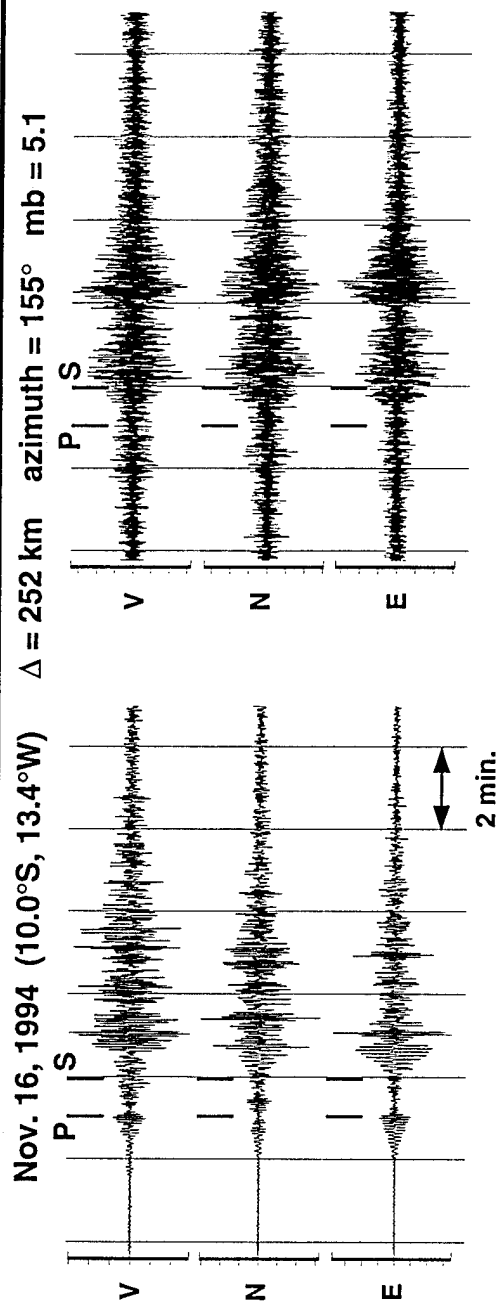 Nov. 16, 1994 (10.0°S, 13.4°W) Δ = 252 km azimuth = 155° mb = 5.1
P S
V
N
E
2 min.
P S
V
N
E